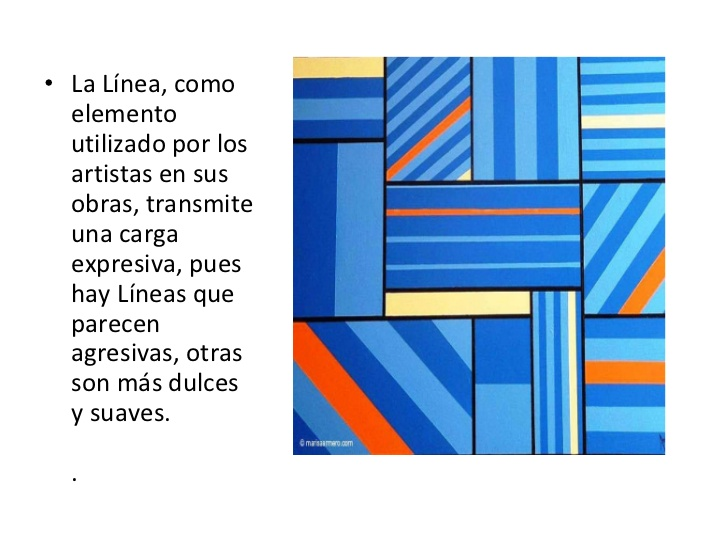 • La Línea, como
elemento
utilizado por los
artistas en sus
obras, transmite
una carga
expresiva, pues
hay Líneas que
parecen
agresivas, otras
son más dulces
y suaves.
.